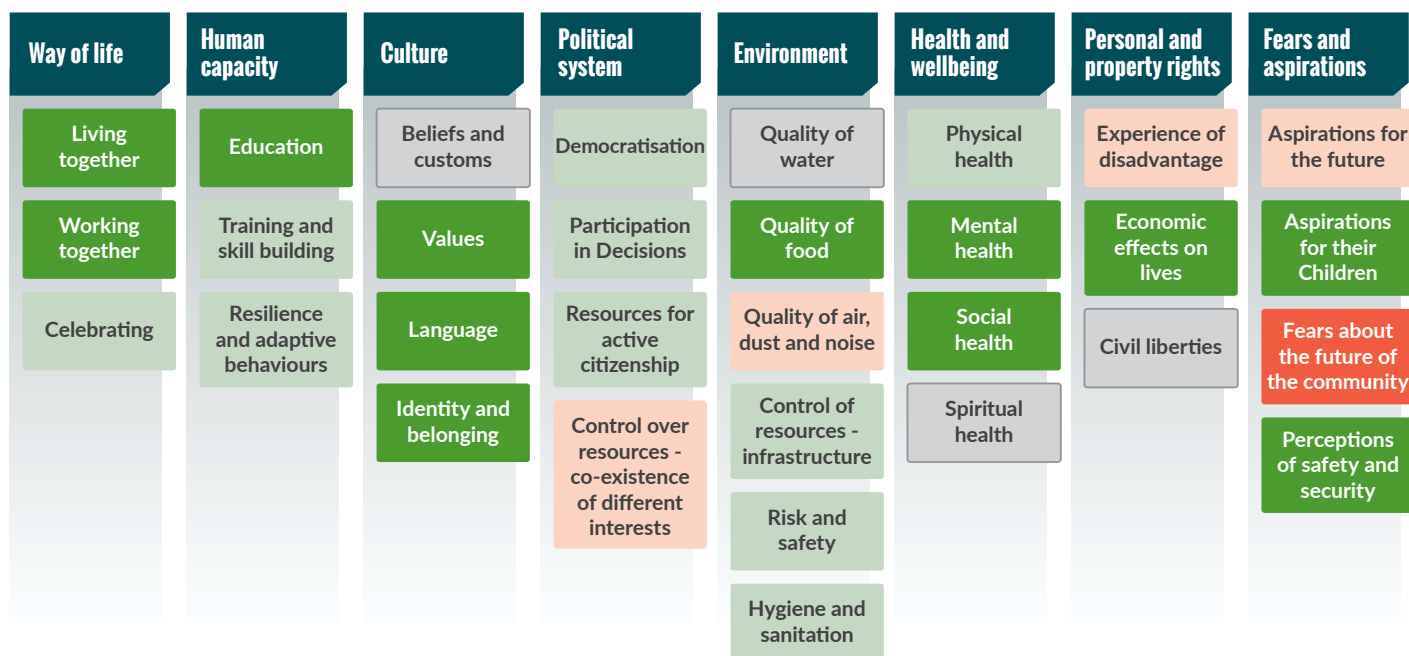 Way of life
Living
together
Working
together
Celebrating
Human
capacity
Education
Training and
skill building
Resilience
and adaptive
behaviours
Culture
Beliefs and
customs
Values
Language
Identity and
belonging
Political
system
Democratisation
Participation
in Decisions
Resources for
active
citizenship
Control over
resources -
co-existence
of different
interests
Environment
Quality of
water
Quality of
food
Quality of air,
dust and noise
Control of
resources -
infrastructure
Risk and
safety
Hygiene and
sanitation
Health and
wellbeing
Physical
health
Mental
health
Social
health
Spiritual
health
Personal and
property rights
Experience of
disadvantage
Economic
effects on
lives
Civil liberties
Fears and
aspirations
Aspirations for
the future
Aspirations
for their
Children
Fears about
the future of
the community
Perceptions
of safety and
security